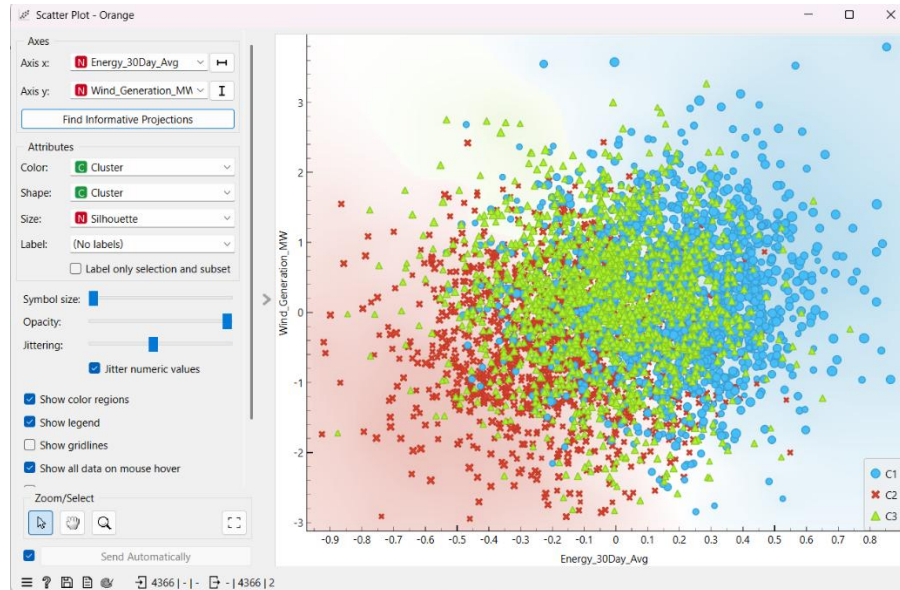 Scatter Plot - Orange
Axes
Axis x: N Energy_30Day_Avg
Axis y: N Wind_Generation_MW
Find Informative Projections
Attributes
Color: C Cluster
Shape: C Cluster
Size: N Silhouette
Label: (No labels)
Label only selection and subset
Symbol size:
Opacity:
Jittering:
Jitter numeric values
Show color regions
Show legend
Show gridlines
Show all data on mouse hover
Zoom/Select
Send Automatically
4366 | - | - - | 4366 | 2
Wind_Generation_MW
3
2
1
0
-1
-2
-3
C1
C2
C3
-0.9 -0.8 -0.7 -0.6 -0.5 -0.4 -0.3 -0.2 -0.1 0 0.1 0.2 0.3 0.4 0.5 0.6 0.7 0.8
Energy_30Day_Avg